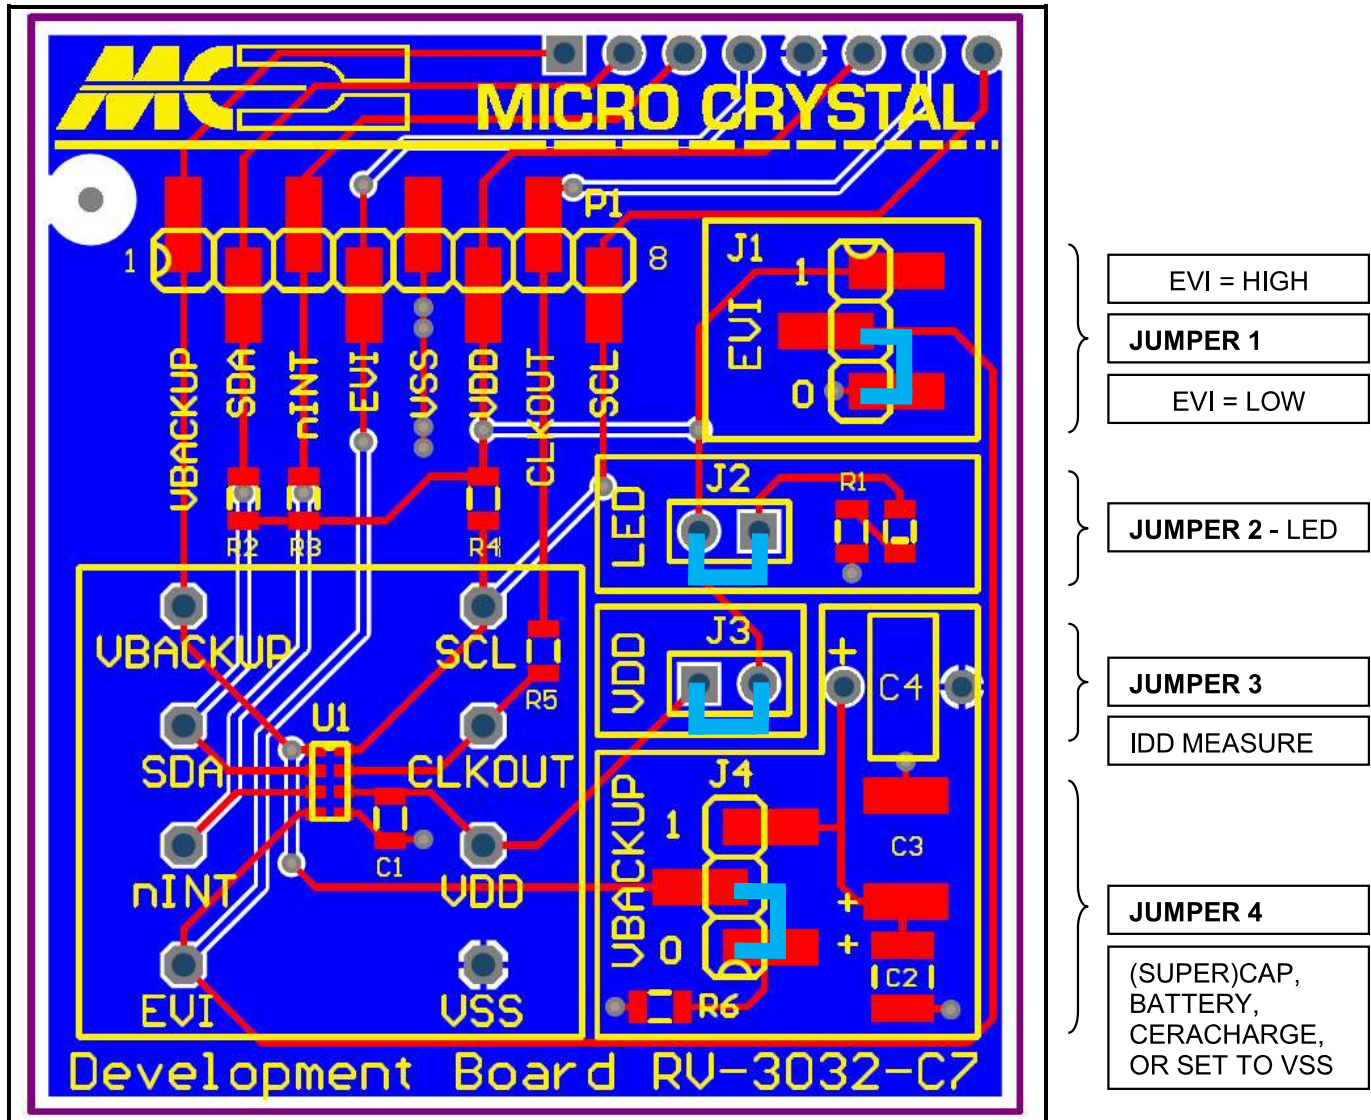 MC
MICRO CRYSTAL
P1
1
8
VBACKUP
SDA
nINT
EVI
VSS
VDD
CLKOUT
SCL
J1
1
EVI
0
R2
R3
R4
LED
J2
R1
VBACKUP
SCL
R5
VDD
J3
+
C4
SDA
U1
CLKOUT
nINT
C1
VDD
EVI
VSS
VBACKUP
J4
1
0
C3
+
+
C2
R6
Development Board RV-3032-C7
EVI = HIGH
JUMPER 1
EVI = LOW
JUMPER 2 - LED
JUMPER 3
IDD MEASURE
JUMPER 4
(SUPER)CAP,
BATTERY,
CERACHARGE,
OR SET TO VSS